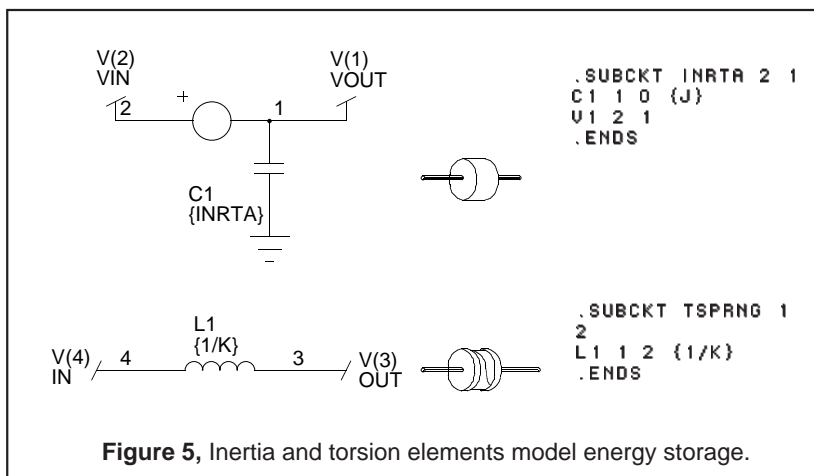 V(2)
VIN
V(1)
VOUT
+
2
1
C1
{INRTA}
.SUBCKT INRTA 2 1
C1 1 0 {J}
V1 2 1
.ENDS
L1
{1/K}
V(4)
IN
4
3
V(3)
OUT
.SUBCKT TSPRNG 1
2
L1 1 2 {1/K}
.ENDS
Figure 5, Inertia and torsion elements model energy storage.